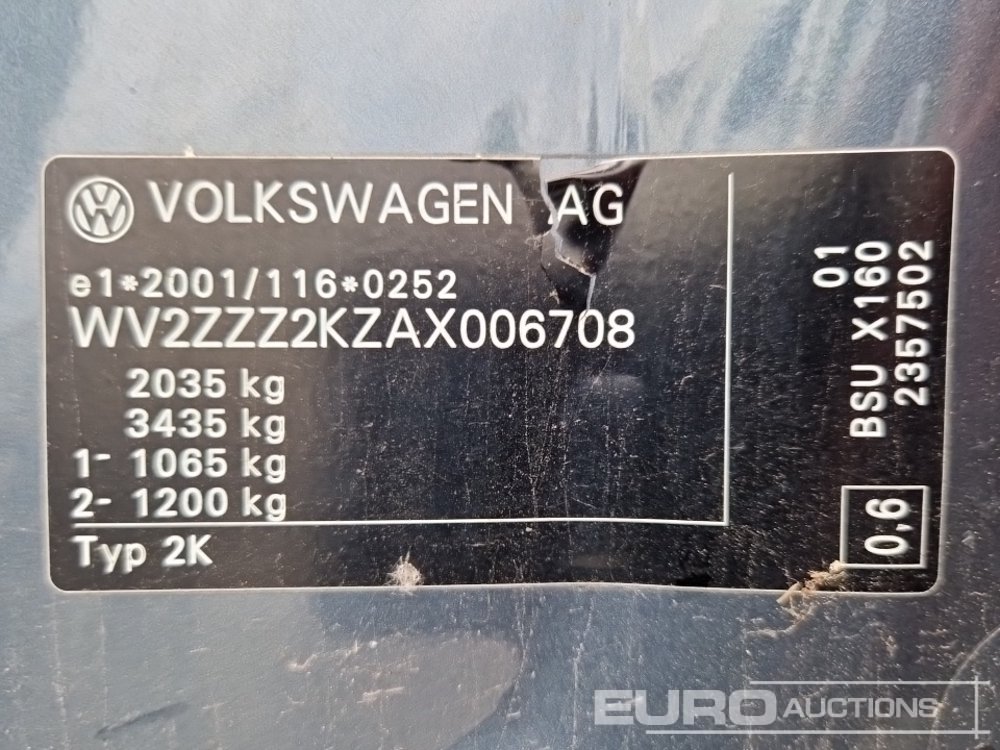 VOLKSWAGEN AG
e1*2001/116*0252
WV2ZZZ2KZAX006708
2035 kg
3435 kg
1- 1065 kg
2- 1200 kg
Typ 2K
01
BSU X160
2357502
0,6
EURO AUCTIONS